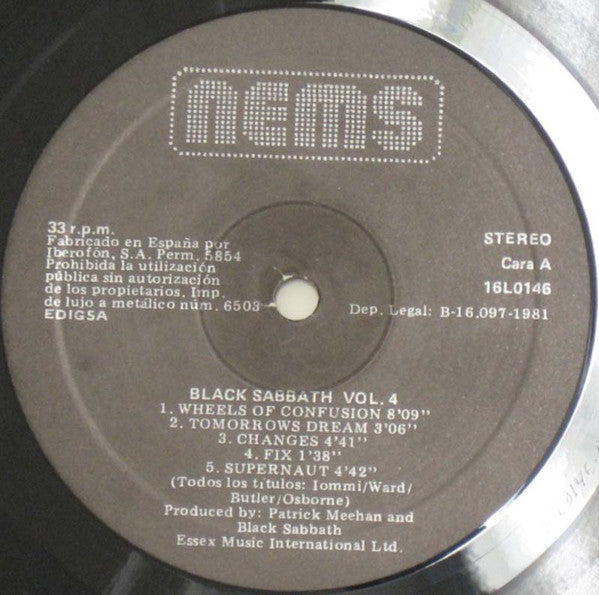 nems
33 r.p.m.
Fabricado en España por
Iberofón, S.A. Perm. 5854
Prohibida la utilización
pública sin autorización
de los propietarios. Imp.
de lujo a metálico núm. 6503
EDIGSA
STEREO
Cara A
16L0146
Dep. Legal: B-16.097-1981
BLACK SABBATH VOL. 4
1. WHEELS OF CONFUSION 8'09"
2. TOMORROWS DREAM 3'06"
3. CHANGES 4'41"
4. FIX 1'38"
5. SUPERNAUT 4'42"
(Todos los títulos: Iommi/Ward/
Butler/Osborne)
Produced by: Patrick Meehan and
Black Sabbath
Essex Music International Ltd.